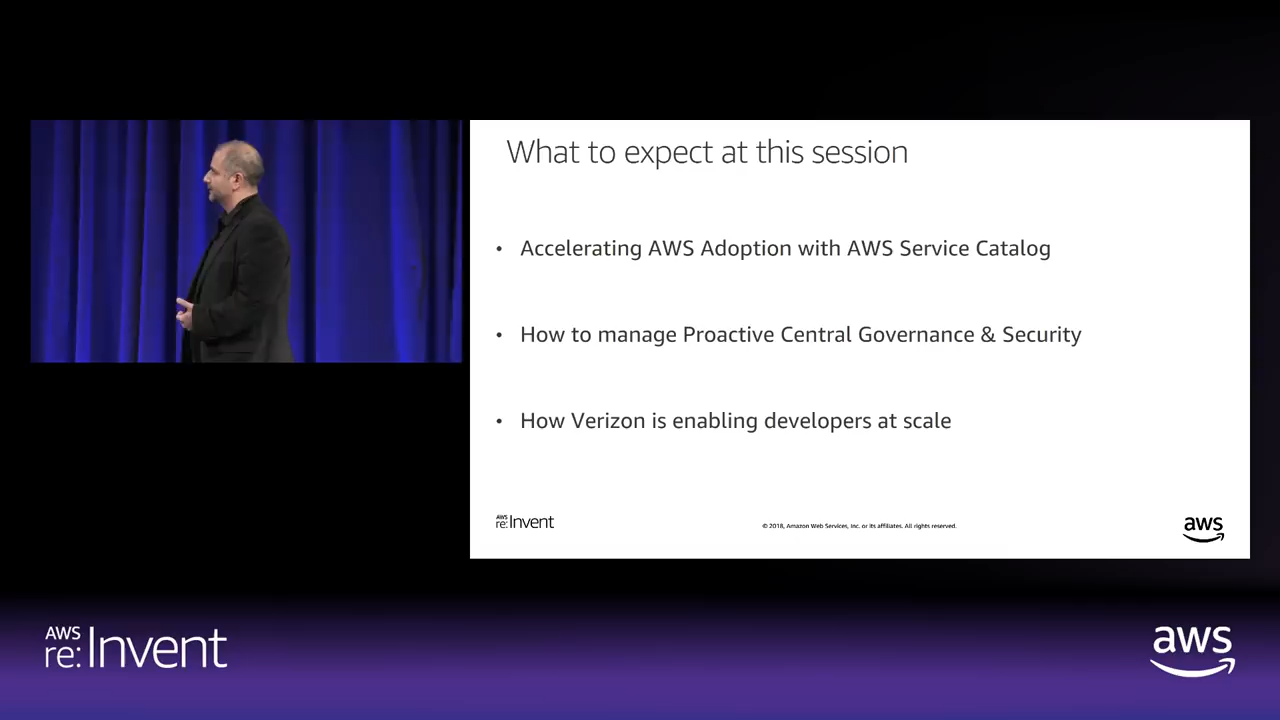 What to expect at this session
• Accelerating AWS Adoption with AWS Service Catalog
• How to manage Proactive Central Governance & Security
• How Verizon is enabling developers at scale
AWS
re:Invent
© 2018, Amazon Web Services, Inc. or its affiliates. All rights reserved.
aws
AWS
re:Invent
aws